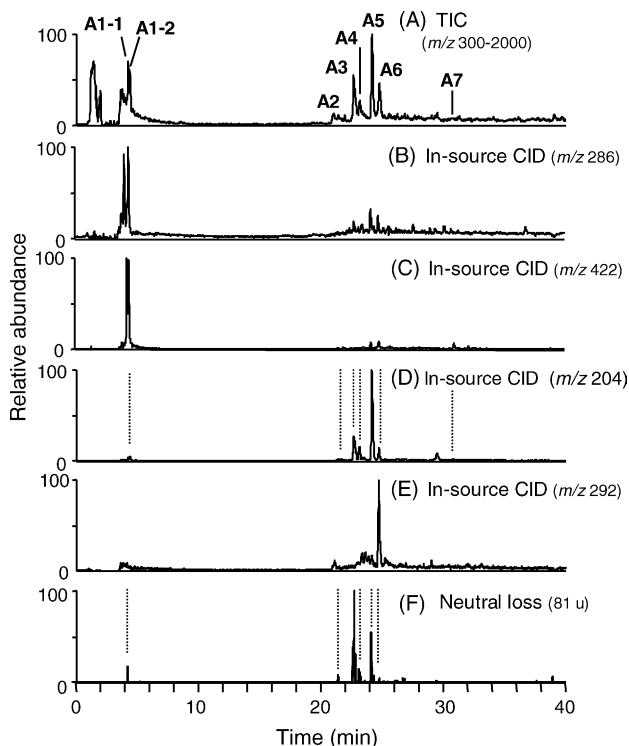 (A) TIC
(m/z 300-2000)
A1-1
A1-2
A2
A3
A4
A5
A6
A7
100
0
(B) In-source CID (m/z 286)
100
0
(C) In-source CID (m/z 422)
100
0
(D) In-source CID (m/z 204)
100
0
(E) In-source CID (m/z 292)
100
0
(F) Neutral loss (81 u)
100
0
0
10
20
30
40
Time (min)
Relative abundance